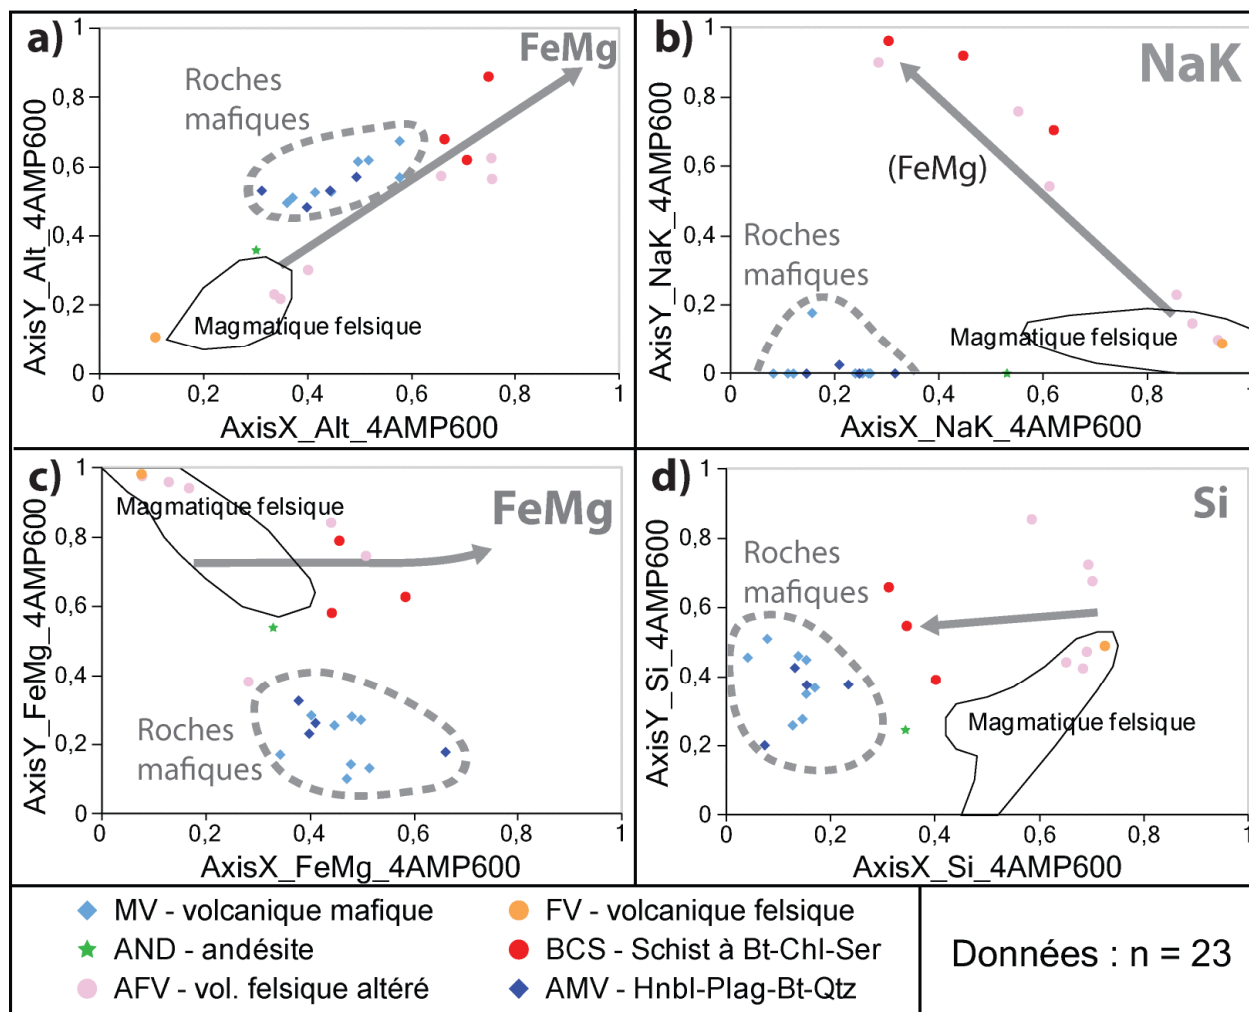 a)
FeMg
Roches
mafiques
Magmatique felsique
AxisY_Alt_4AMP600
1
0,8
0,6
0,4
0,2
0
0
0,2
0,4
0,6
0,8
1
AxisX_Alt_4AMP600
b)
NaK
(FeMg)
Roches
mafiques
Magmatique felsique
AxisY_NaK_4AMP600
1
0,8
0,6
0,4
0,2
0
0
0,2
0,4
0,6
0,8
1
AxisX_NaK_4AMP600
c)
Magmatique felsique
FeMg
Roches
mafiques
AxisY_FeMg_4AMP600
1
0,8
0,6
0,4
0,2
0
0
0,2
0,4
0,6
0,8
1
AxisX_FeMg_4AMP600
d)
Si
Roches
mafiques
Magmatique felsique
AxisY_Si_4AMP600
1
0,8
0,6
0,4
0,2
0
0
0,2
0,4
0,6
0,8
1
AxisX_Si_4AMP600
MV - volcanique mafique
AND - andésite
AFV - vol. felsique altéré
FV - volcanique felsique
BCS - Schist à Bt-Chl-Ser
AMV - Hnbl-Plag-Bt-Qtz
Données : n = 23